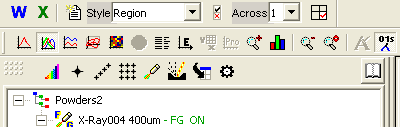 W X Style Region Across 1
E, Pro A 01s
Powders2
X-Ray004 400um - FG ON